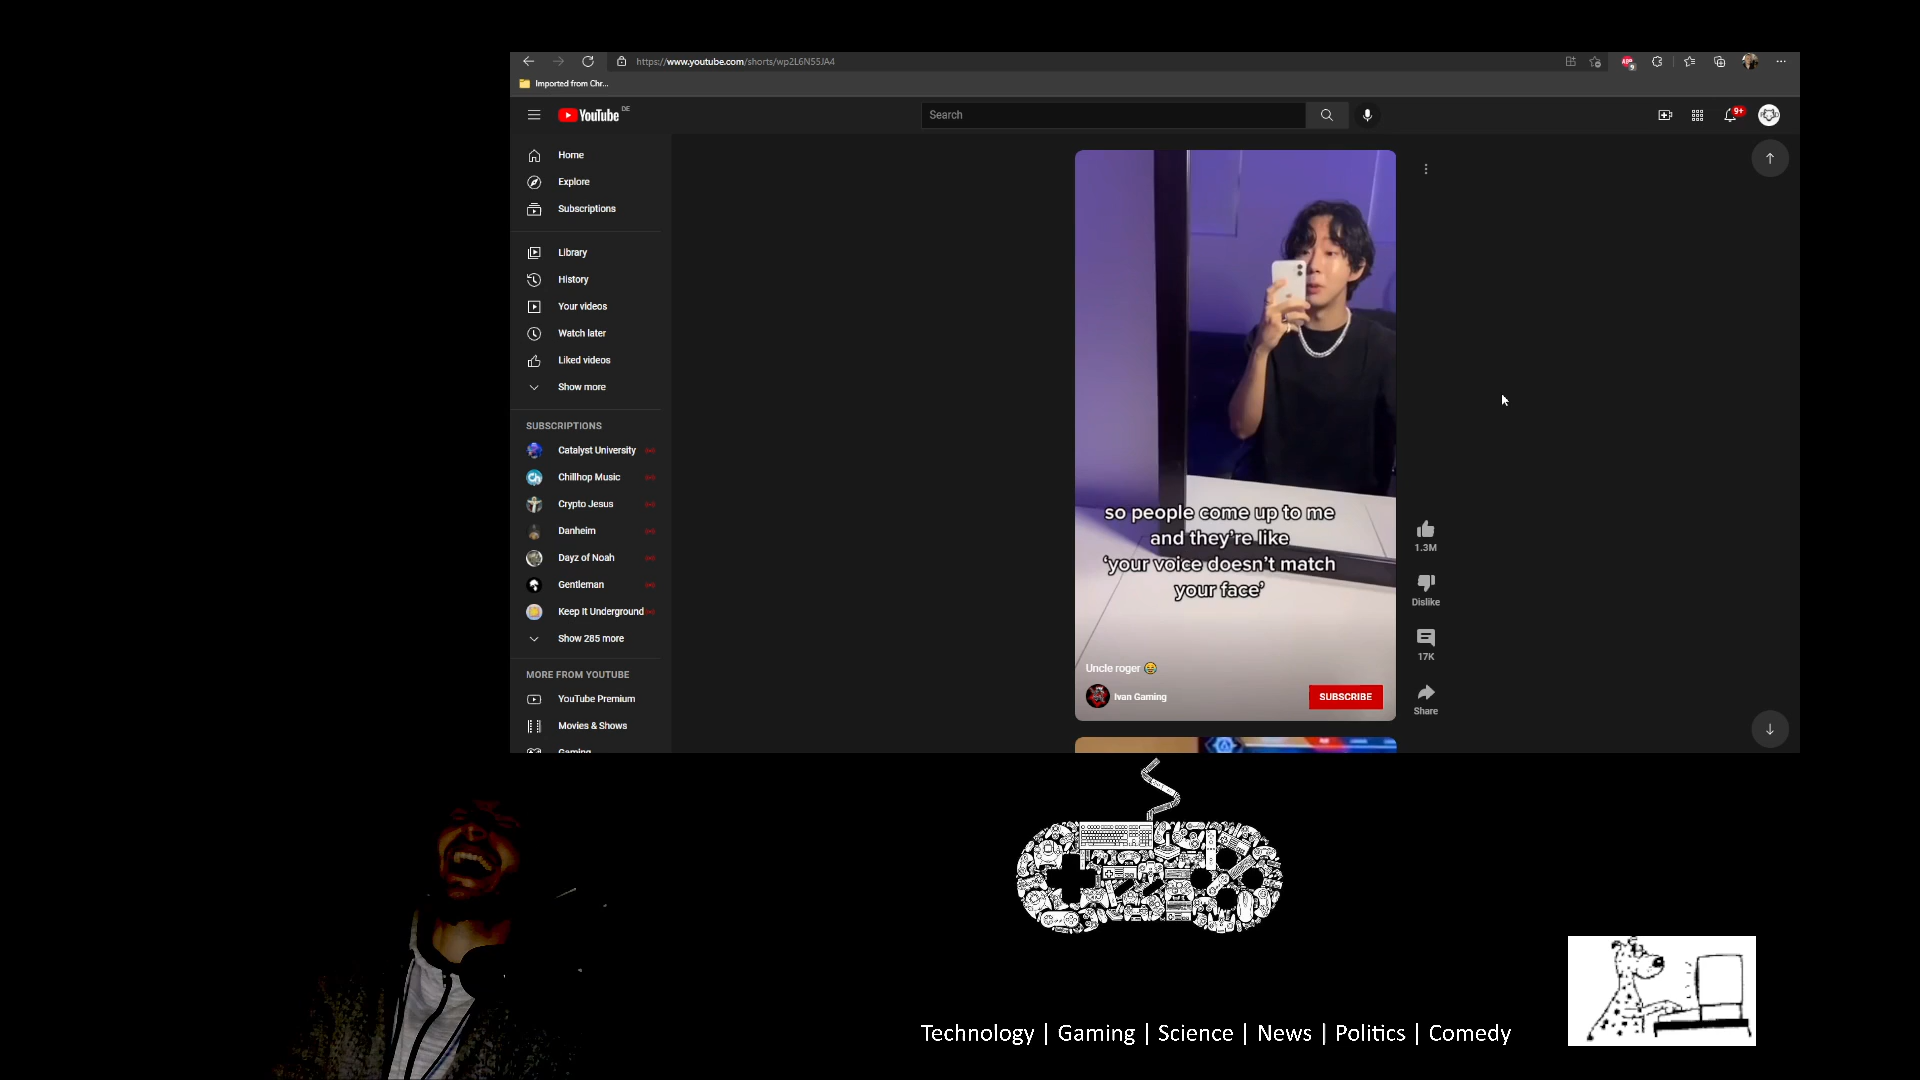 https://www.youtube.com/shorts/wp2L6N55JA4
Imported from Chr...
YouTube DE
Search
9+
Home
Explore
Subscriptions
Library
History
Your videos
Watch later
Liked videos
Show more
SUBSCRIPTIONS
Catalyst University
Chillhop Music
Crypto Jesus
Danheim
Dayz of Noah
Gentleman
Keep It Underground
Show 285 more
MORE FROM YOUTUBE
YouTube Premium
Movies & Shows
Gaming
so people come up to me
and they're like
'your voice doesn't match
your face'
Uncle roger
Ivan Gaming
SUBSCRIBE
1.3M
Dislike
17K
Share
Technology | Gaming | Science | News | Politics | Comedy